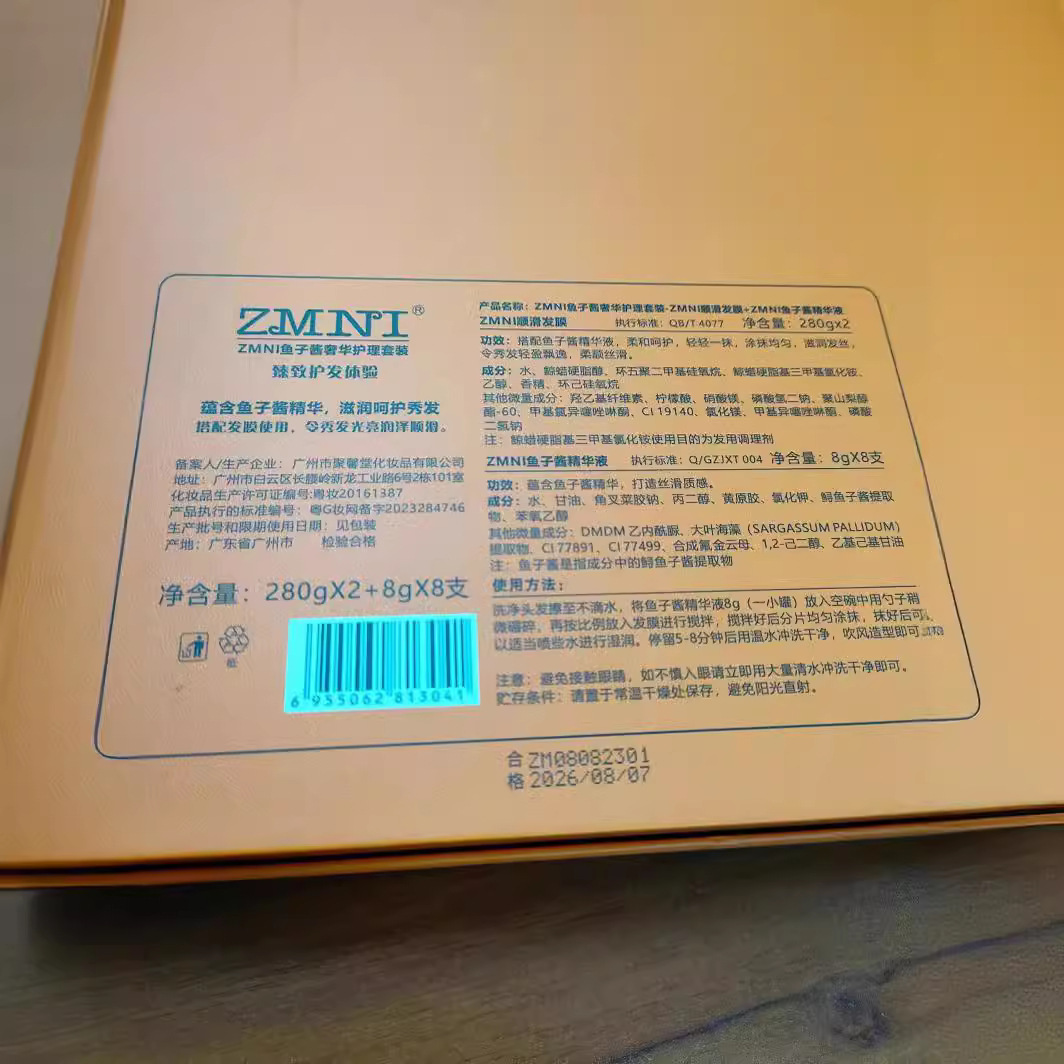 ZMNI®
ZMNI鱼子酱奢华护理套装
臻致护发体验
蕴含鱼子酱精华，滋润呵护秀发
搭配发膜使用，令秀发光亮润泽顺滑。
备案人/生产企业：广州市聚馨堂化妆品有限公司
地址：广州市白云区长腰岭新龙工业路6号2栋101室
化妆品生产许可证编号:粤妆20161387
产品执行的标准编号：粤G妆网备字2023284746
生产批号和限期使用日期：见包装
产地：广东省广州市 检验合格
净含量：280gX2+8gX8支
纸
6 955062 813041
产品名称：ZMNI鱼子酱奢华护理套装-ZMNI顺滑发膜+ZMNI鱼子酱精华液
ZMNI顺滑发膜 执行标准：QB/T 4077 净含量：280gx2
功效：搭配鱼子酱精华液，柔和呵护，轻轻一抹，涂抹均匀，滋润发丝，
令秀发轻盈飘逸，柔顺丝滑。
成分：水、鲸蜡硬脂醇、环五聚二甲基硅氧烷、鲸蜡硬脂基三甲基氯化铵、
乙醇、香精、环己硅氧烷
其他微量成分：羟乙基纤维素、柠檬酸、硝酸镁、磷酸氢二钠、聚山梨醇
酯-60、甲基氯异噻唑啉酮、CI 19140、氯化镁、甲基异噻唑啉酮、磷酸
二氢钠
注：鲸蜡硬脂基三甲基氯化铵使用目的为发用调理剂
ZMNI鱼子酱精华液 执行标准：Q/GZJXT 004 净含量：8gX8支
功效：蕴含鱼子酱精华，打造丝滑质感。
成分：水、甘油、角叉菜胶钠、丙二醇、黄原胶、氯化钾、鲟鱼子酱提取
物、苯氧乙醇
其他微量成分：DMDM 乙内酰脲、大叶海藻（SARGASSUM PALLIDUM）
提取物、CI 77891、CI 77499、合成氟金云母、1,2-己二醇、乙基己基甘油
注：鱼子酱是指成分中的鲟鱼子酱提取物
使用方法：
洗净头发擦至不滴水，将鱼子酱精华液8g（一小罐）放入空碗中用勺子稍
微碾碎，再按比例放入发膜进行搅拌，搅拌好后分片均匀涂抹，抹好后可
以适当喷些水进行湿润。停留5-8分钟后用温水冲洗干净，吹风造型即可
注意：避免接触眼睛，如不慎入眼请立即用大量清水冲洗干净即可。
贮存条件：请置于常温干燥处保存，避免阳光直射。
合 ZM08082301
格 2026/08/07